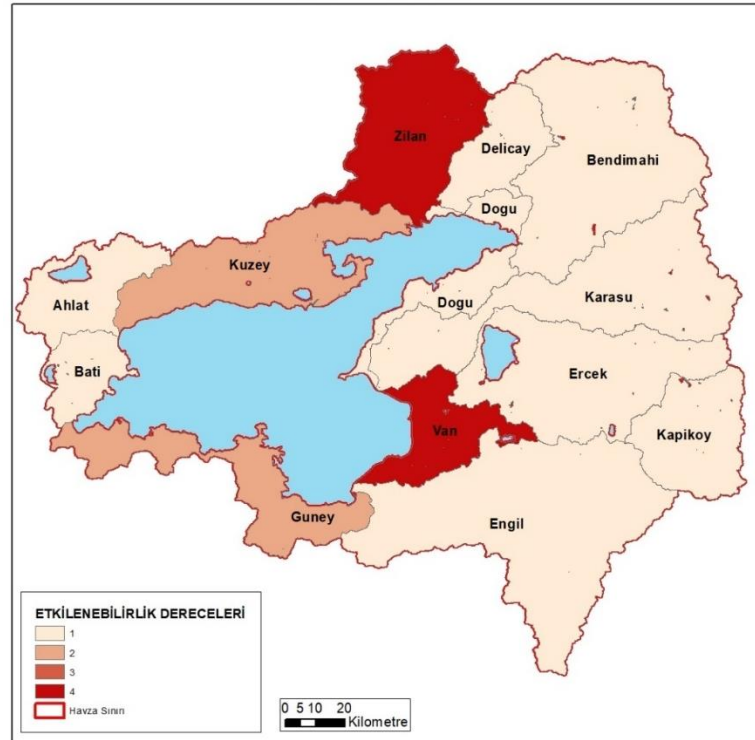 Zilan
Delicay
Bendimahi
Dogu
Kuzey
Ahlat
Dogu
Karasu
Bati
Ercek
Van
Kapikoy
Guney
Engil
ETKİLENEBİLİRLİK DERECELERİ
1
2
3
4
Havza Sınırı
0 5 10 20
Kilometre